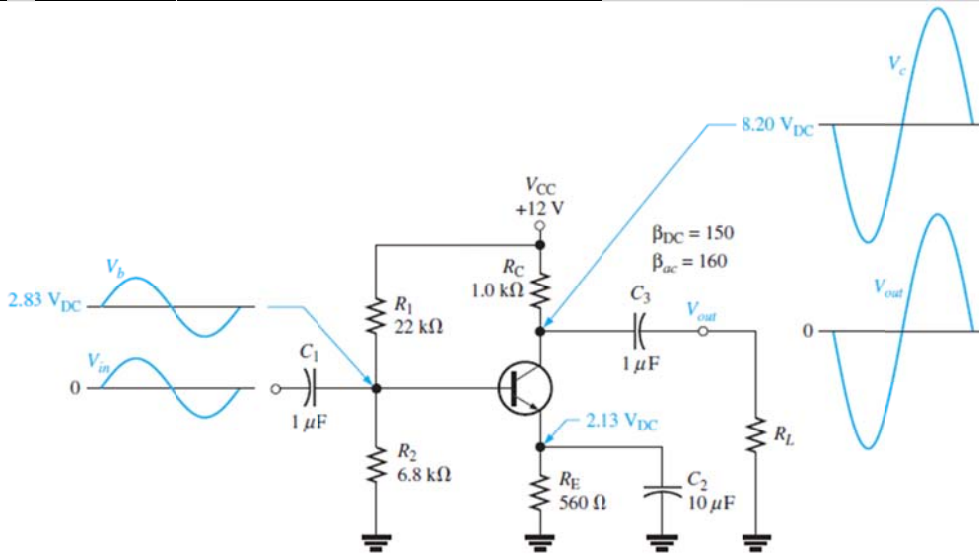 V_c
8.20 V_DC
V_CC
+12 V
β_DC = 150
β_ac = 160
R_C
1.0 kΩ
V_b
2.83 V_DC
R_1
22 kΩ
C_3
1 μF
V_out
V_out
0
V_in
0
C_1
1 μF
2.13 V_DC
R_2
6.8 kΩ
R_E
560 Ω
C_2
10 μF
R_L